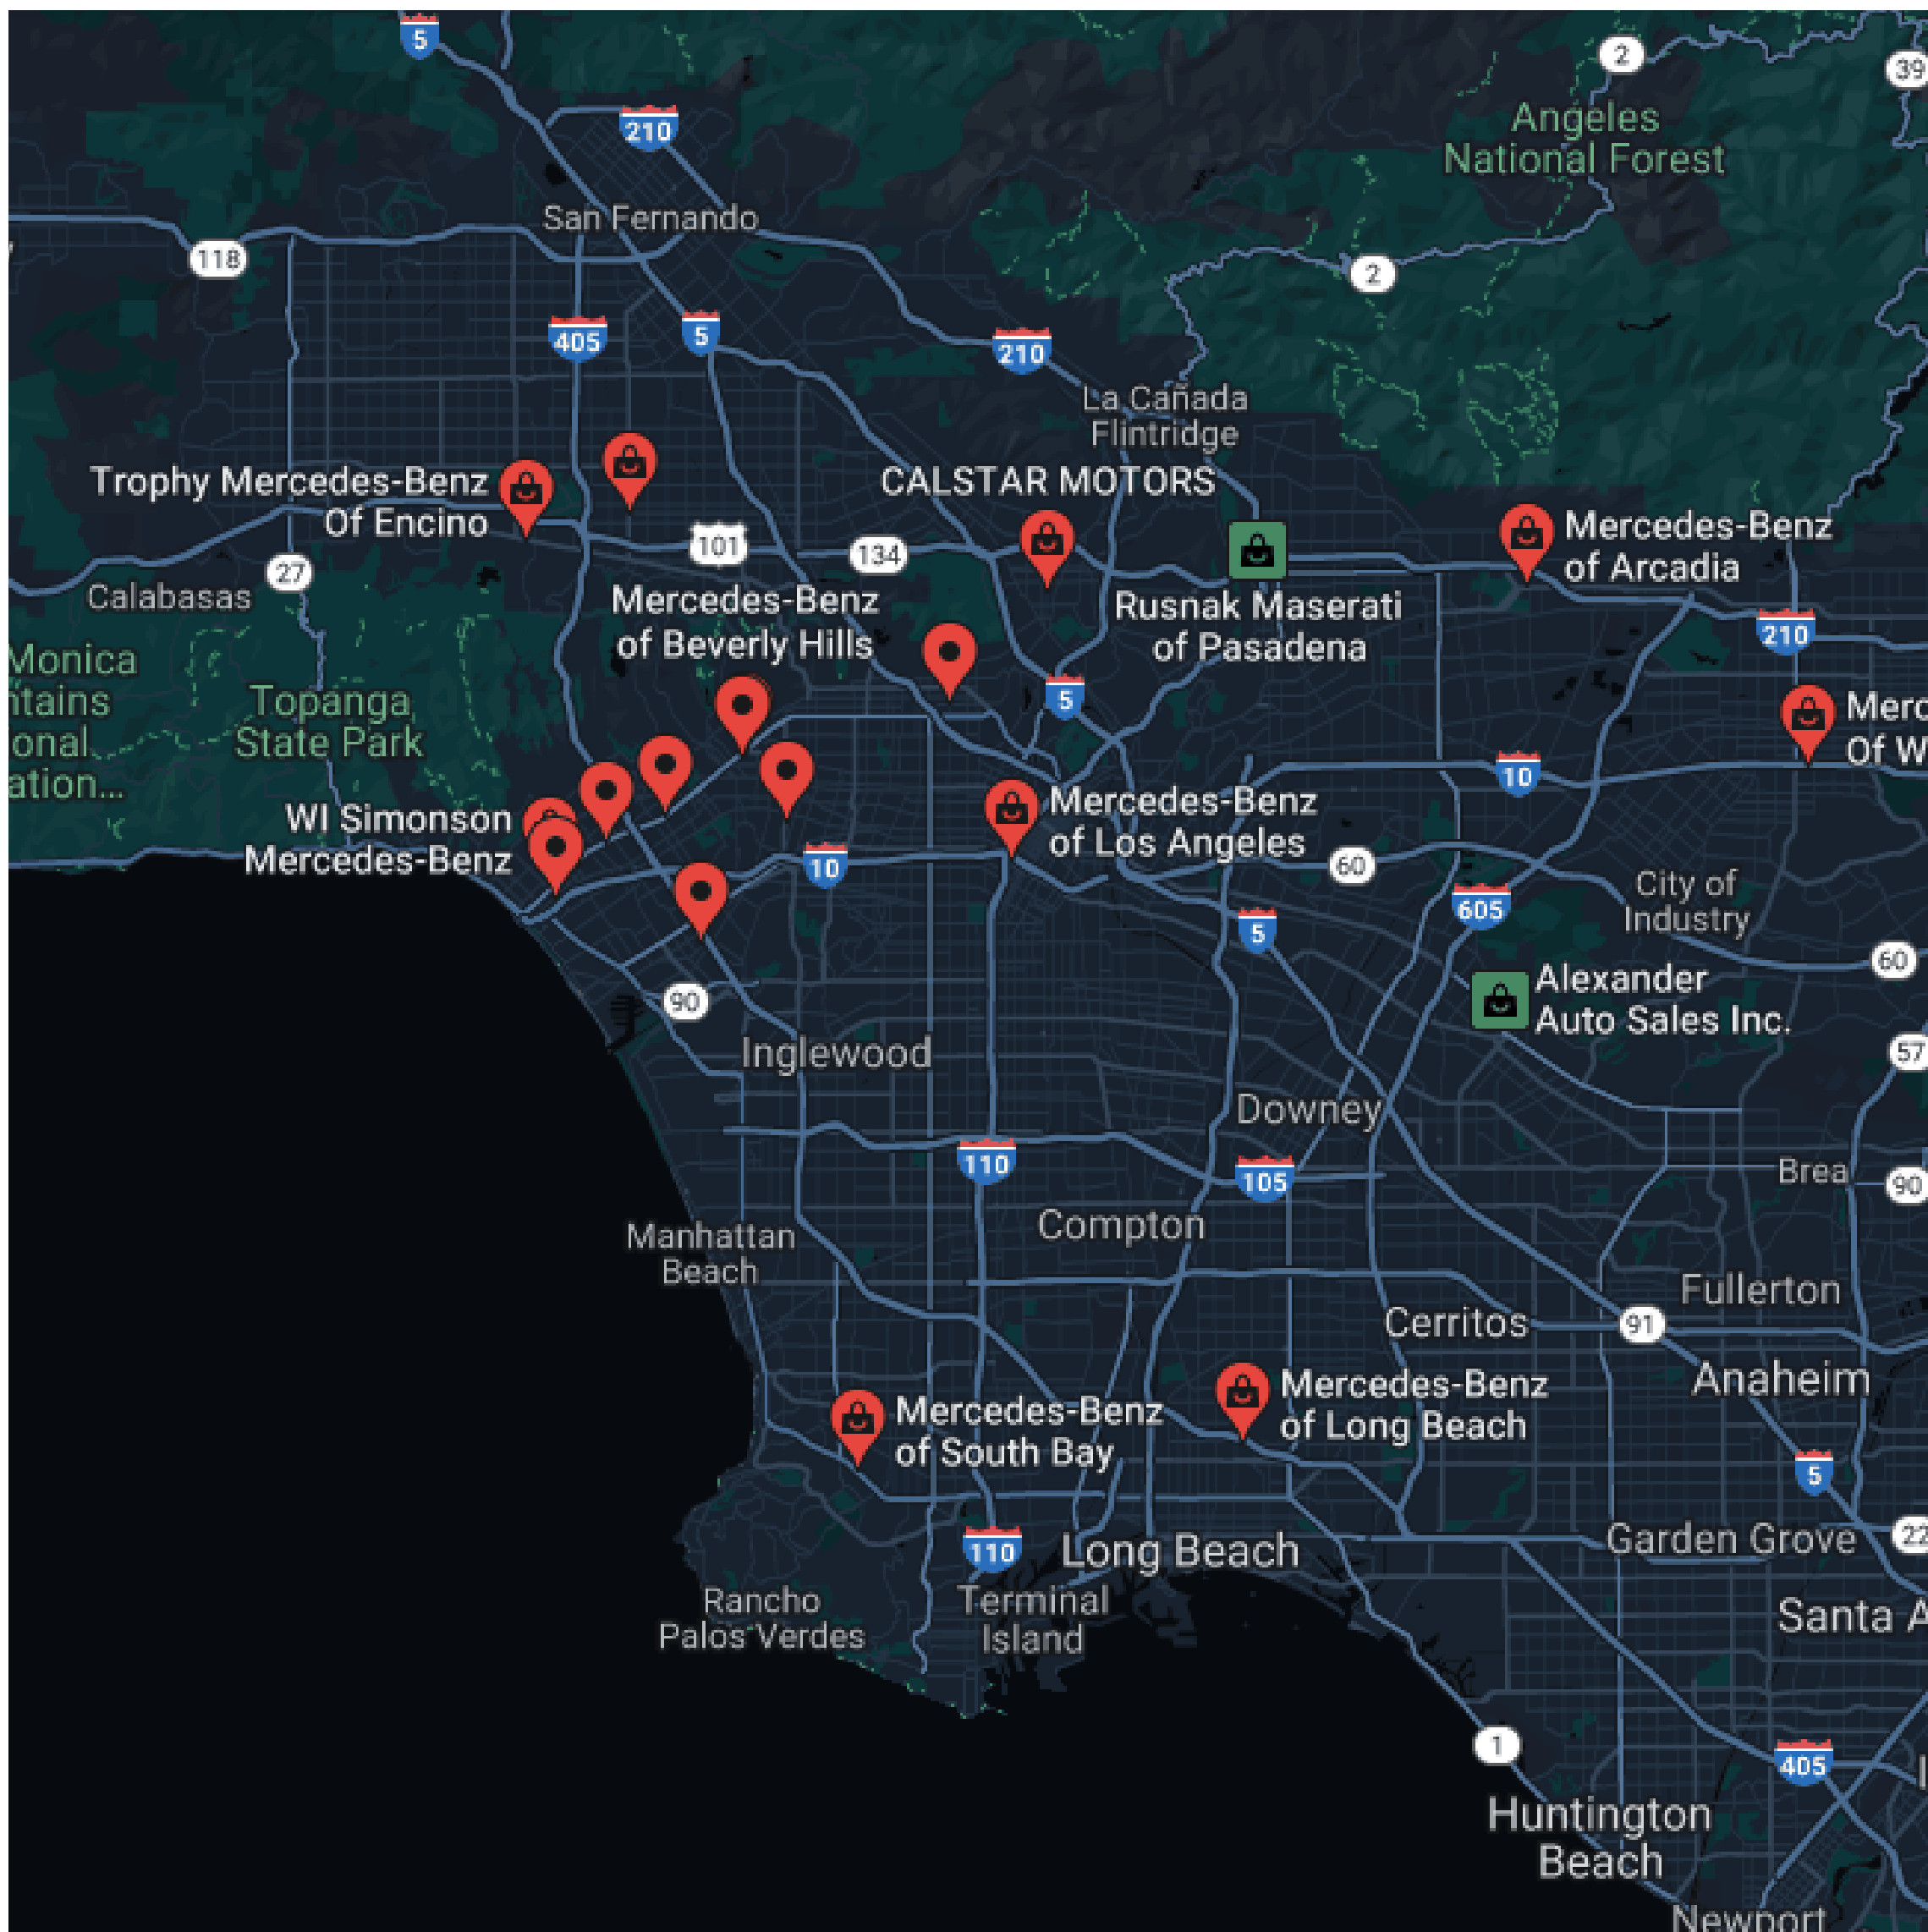 5
2
39
210
Angeles
National Forest
San Fernando
118
2
405
5
210
La Cañada
Flintridge
Trophy Mercedes-Benz
Of Encino
CALSTAR MOTORS
101
134
Mercedes-Benz
of Arcadia
27
Calabasas
Mercedes-Benz
of Beverly Hills
Rusnak Maserati
of Pasadena
210
Monica
ntains
onal
ation...
Topanga
State Park
5
Merc
Of W
10
WI Simonson
Mercedes-Benz
Mercedes-Benz
of Los Angeles
10
60
605
City of
Industry
5
60
90
Alexander
Auto Sales Inc.
Inglewood
57
Downey
110
105
Brea
90
Compton
Manhattan
Beach
Fullerton
Cerritos
91
Anaheim
Mercedes-Benz
of Long Beach
Mercedes-Benz
of South Bay
5
110
Long Beach
Garden Grove
22
Rancho
Palos Verdes
Terminal
Island
Santa A
1
405
Huntington
Beach
Newport